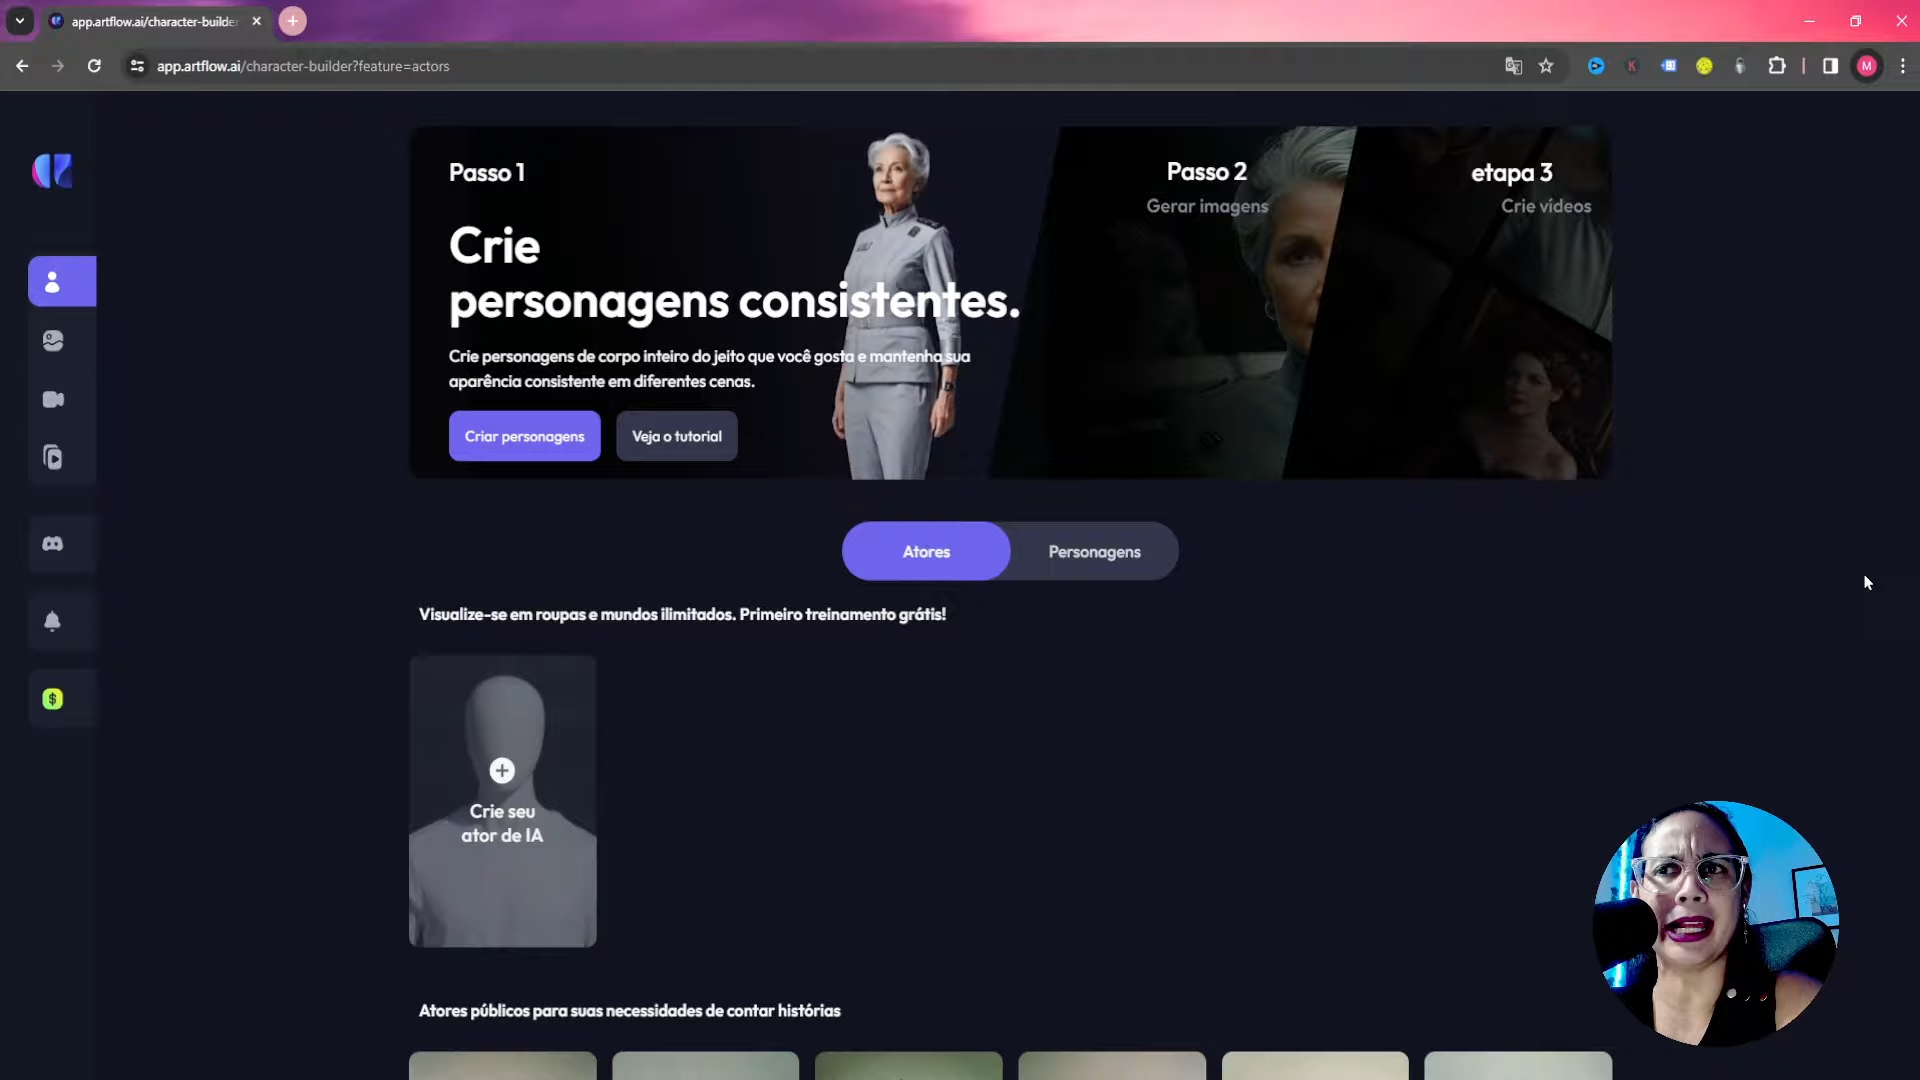 app.artflow.ai/character-builder
app.artflow.ai/character-builder?feature=actors
M
Passo 1
Crie
personagens consistentes.
Crie personagens de corpo inteiro do jeito que você gosta e mantenha sua
aparência consistente em diferentes cenas.
Criar personagens
Veja o tutorial
Passo 2
Gerar imagens
etapa 3
Crie vídeos
Atores
Personagens
Visualize-se em roupas e mundos ilimitados. Primeiro treinamento grátis!
Crie seu
ator de IA
Atores públicos para suas necessidades de contar histórias